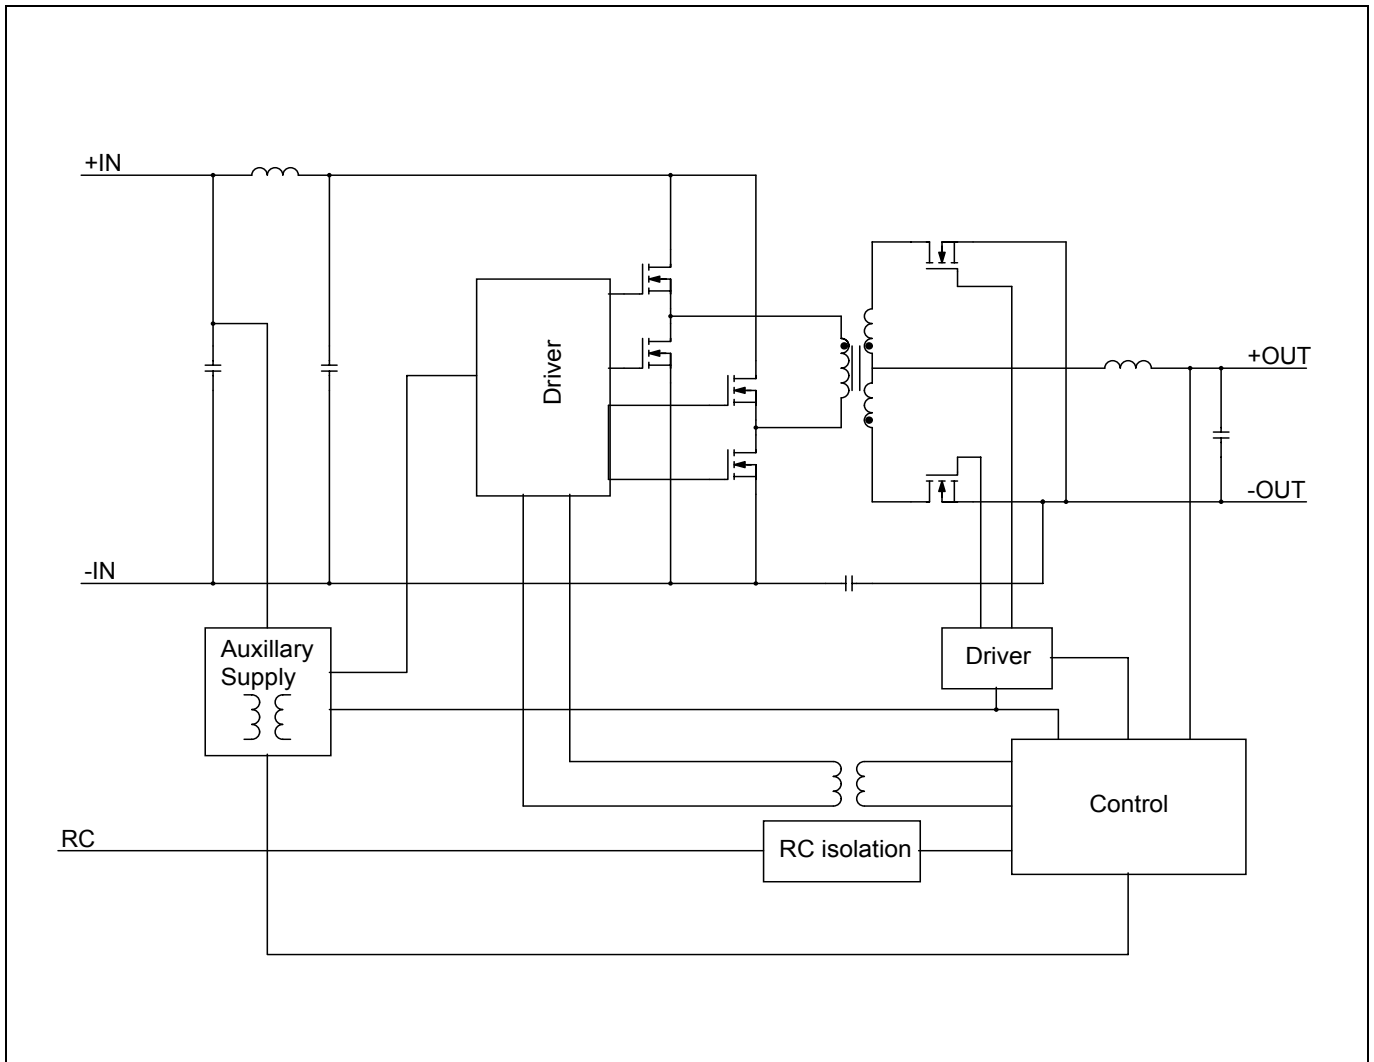 +IN
Driver
+OUT
-OUT
-IN
Auxillary
Supply
Driver
Control
RC
RC isolation